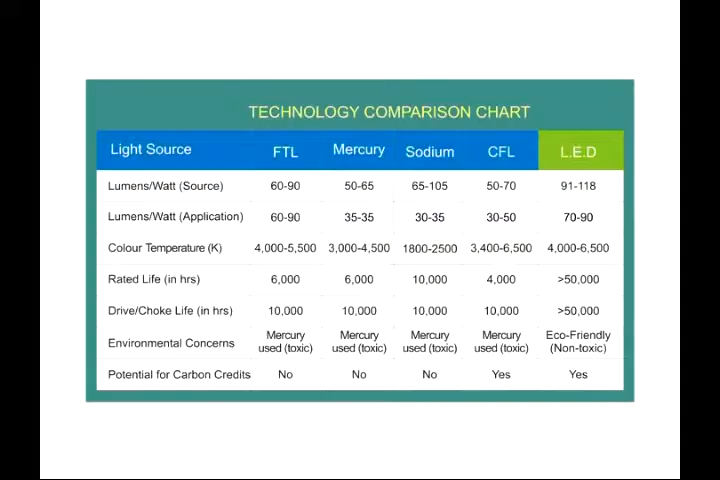 TECHNOLOGY COMPARISON CHART
Light Source FTL Mercury Sodium CFL L.E.D
Lumens/Watt (Source) 60-90 50-65 65-105 50-70 91-118
Lumens/Watt (Application) 60-90 35-35 30-35 30-50 70-90
Colour Temperature (K) 4,000-5,500 3,000-4,500 1800-2500 3,400-6,500 4,000-6,500
Rated Life (in hrs) 6,000 6,000 10,000 4,000 >50,000
Drive/Choke Life (in hrs) 10,000 10,000 10,000 10,000 >50,000
Environmental Concerns Mercury used (toxic) Mercury used (toxic) Mercury used (toxic) Mercury used (toxic) Eco-Friendly (Non-toxic)
Potential for Carbon Credits No No No Yes Yes